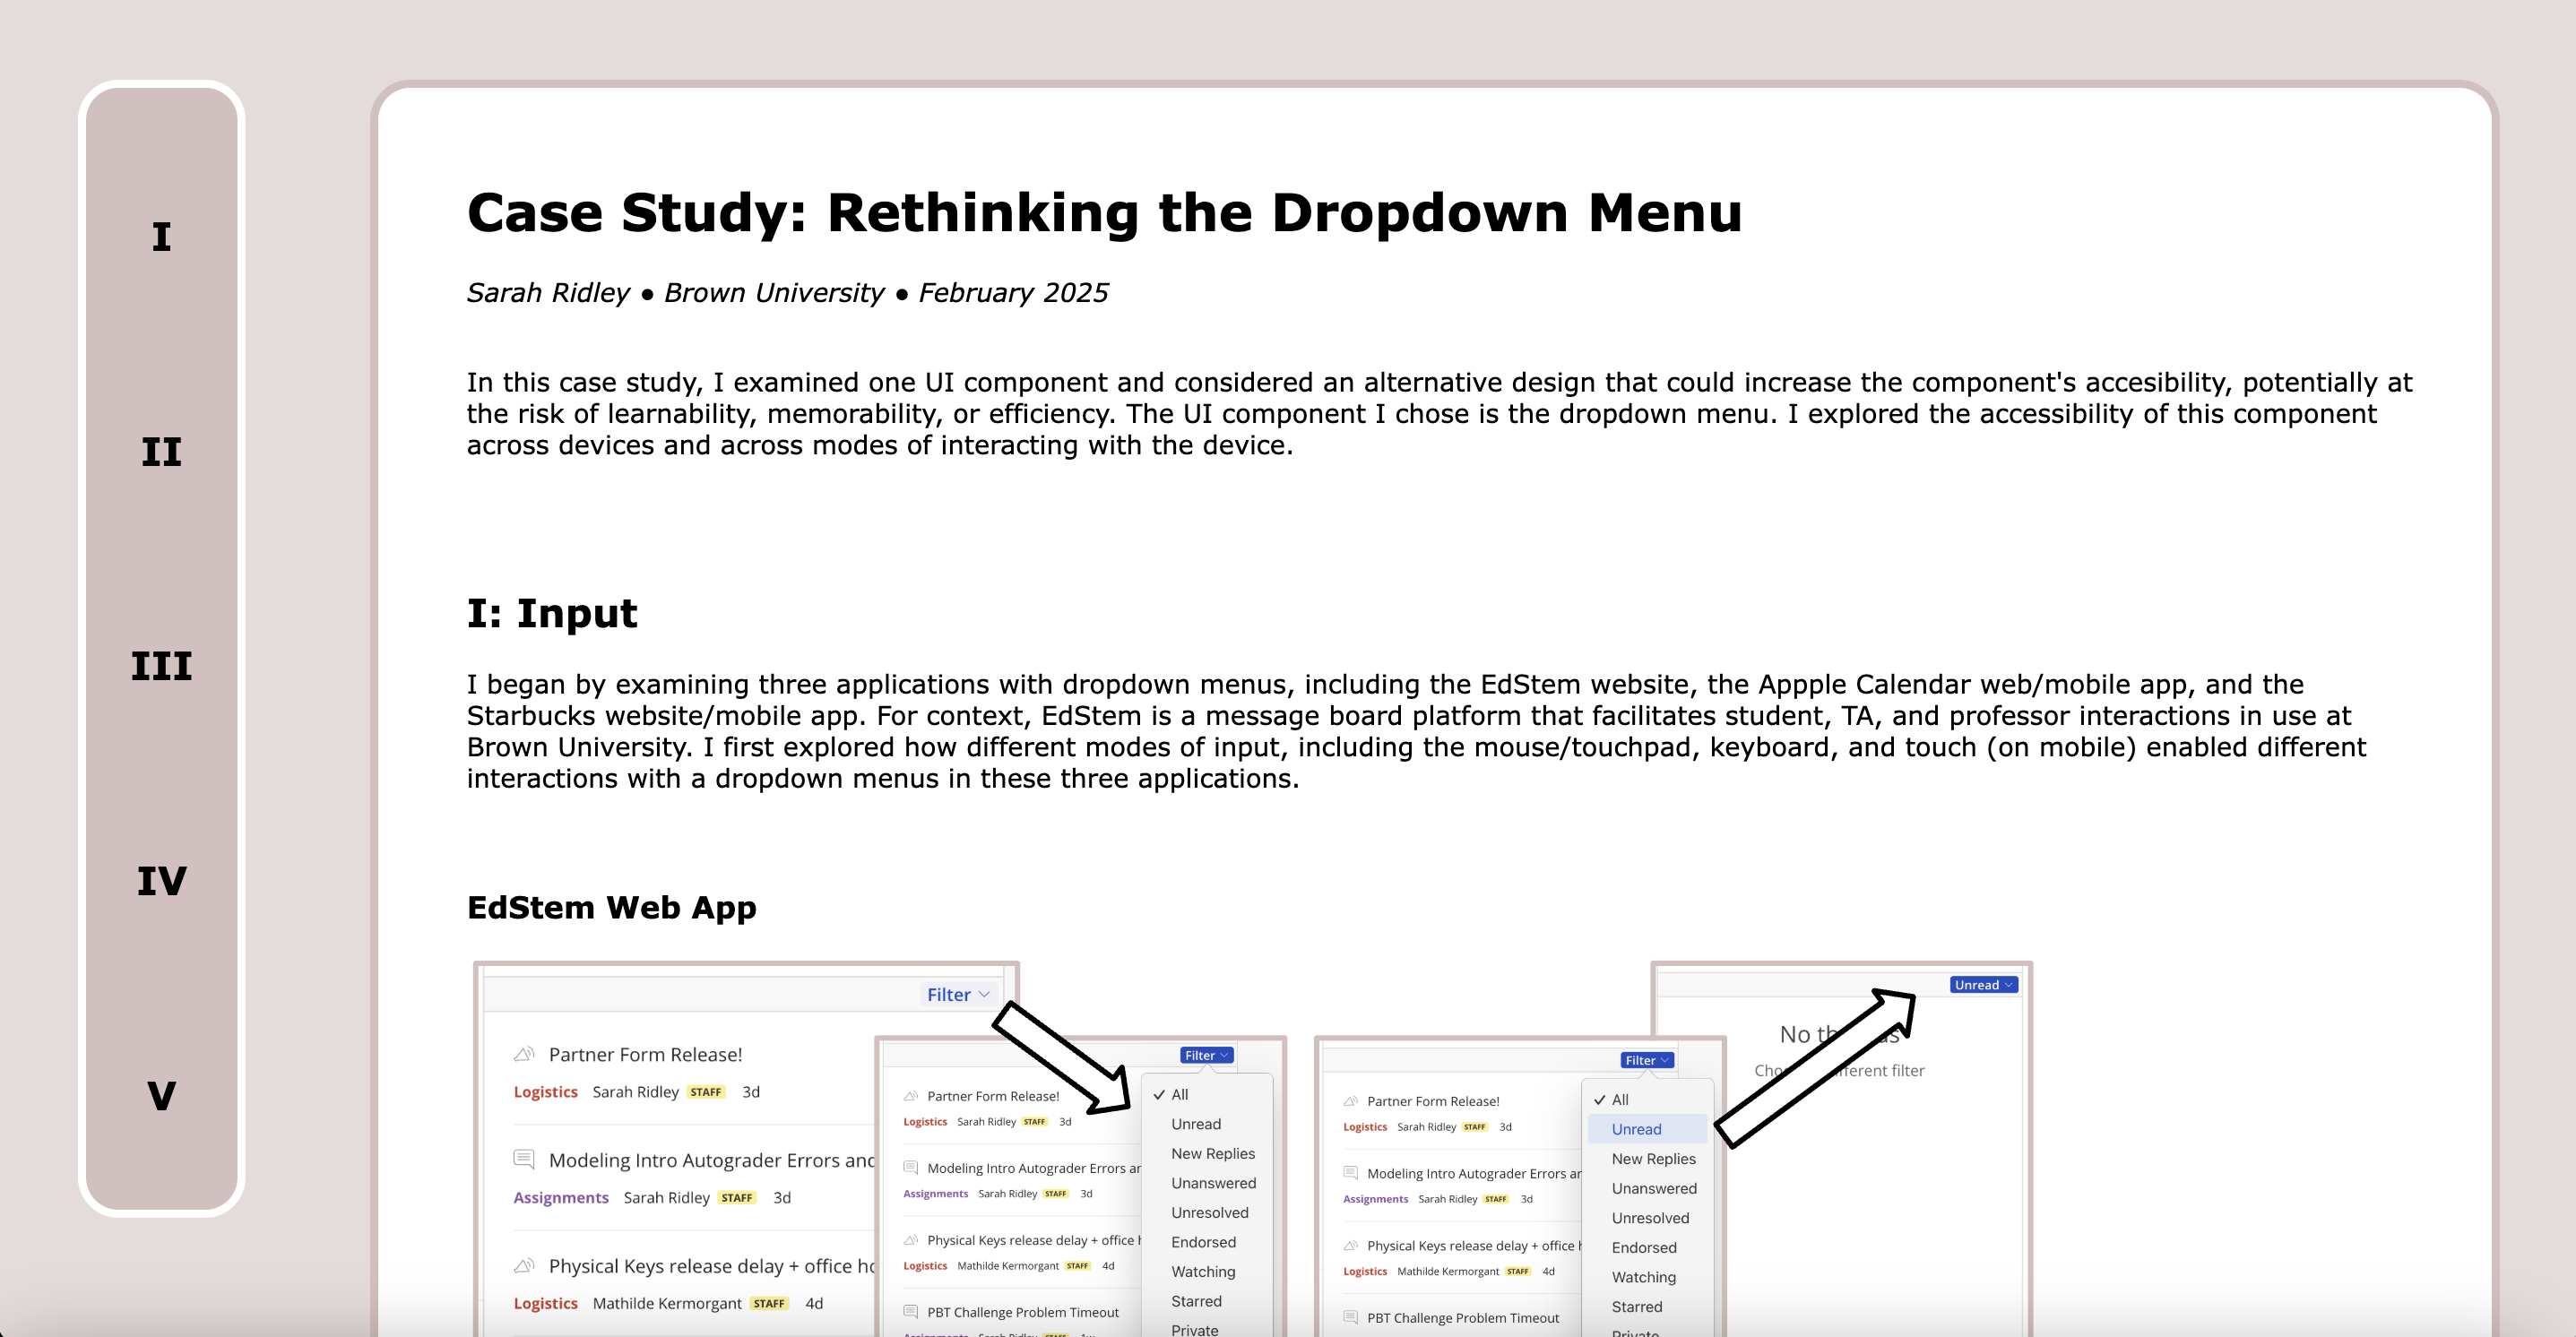 I
II
III
IV
V
Case Study: Rethinking the Dropdown Menu
Sarah Ridley ● Brown University ● February 2025
In this case study, I examined one UI component and considered an alternative design that could increase the component's accesibility, potentially at
the risk of learnability, memorability, or efficiency. The UI component I chose is the dropdown menu. I explored the accessibility of this component
across devices and across modes of interacting with the device.
I: Input
I began by examining three applications with dropdown menus, including the EdStem website, the Appple Calendar web/mobile app, and the
Starbucks website/mobile app. For context, EdStem is a message board platform that facilitates student, TA, and professor interactions in use at
Brown University. I first explored how different modes of input, including the mouse/touchpad, keyboard, and touch (on mobile) enabled different
interactions with a dropdown menus in these three applications.
EdStem Web App
Filter
Partner Form Release!
Logistics Sarah Ridley STAFF 3d
Modeling Intro Autograder Errors and
Assignments Sarah Ridley STAFF 3d
Physical Keys release delay + office
Logistics Mathilde Kermorgant STAFF 4d
Filter
Partner Form Release!
Logistics Sarah Ridley STAFF 3d
Modeling Intro Autograder Errors
Assignments Sarah Ridley STAFF 3d
Physical Keys release delay + office
Logistics Mathilde Kermorgant STAFF 4d
PBT Challenge Problem Timeout
Assignments Sarah Ridley STAFF 1w
✓ All
Unread
New Replies
Unanswered
Unresolved
Endorsed
Watching
Starred
Private
Filter
Partner Form Release!
Logistics Sarah Ridley STAFF 3d
Modeling Intro Autograder Errors
Assignments Sarah Ridley STAFF 3d
Physical Keys release delay + office
Logistics Mathilde Kermorgant STAFF 4d
PBT Challenge Problem Timeout
✓ All
Unread
New Replies
Unanswered
Unresolved
Endorsed
Watching
Starred
Private
Unread
No
filter